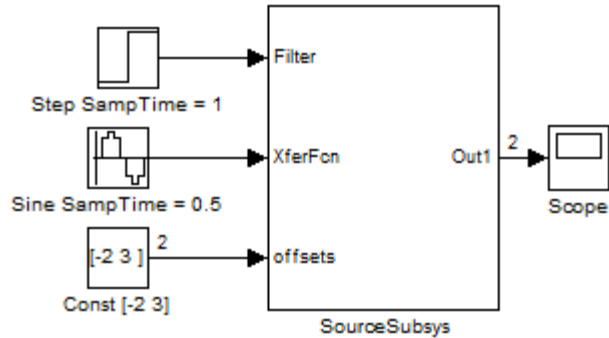 Filter
Step SampTime = 1
XferFcn
Out1
2
Scope
Sine SampTime = 0.5
[-2 3 ]
2
offsets
Const [-2 3]
SourceSubsys